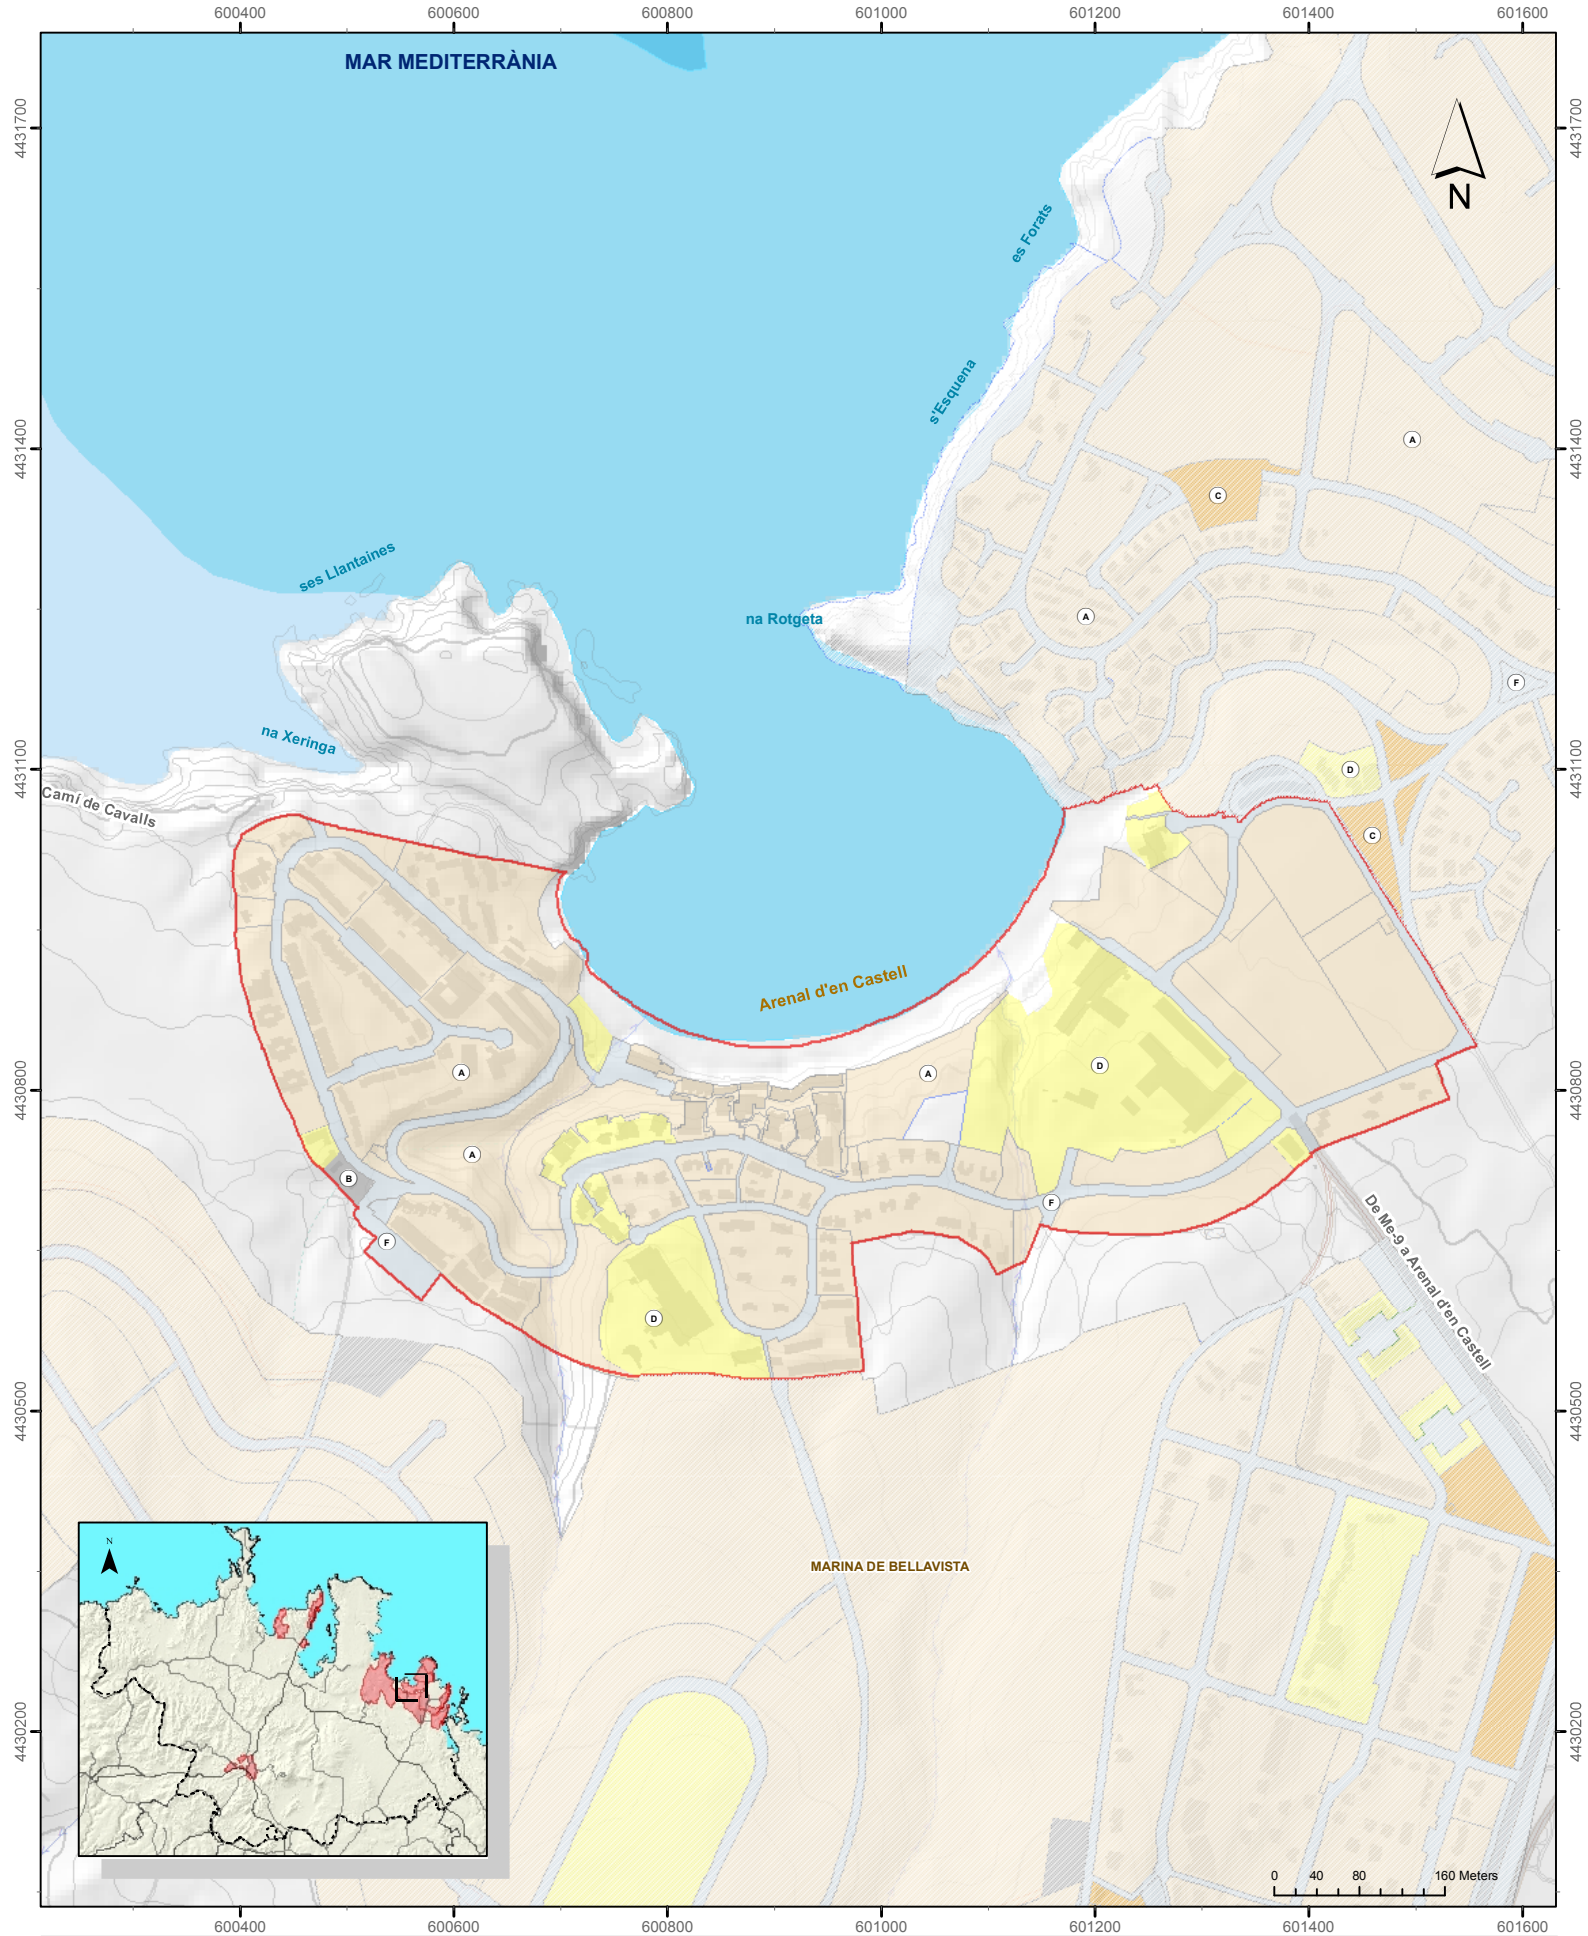 600400 600600 600800 601000 601200 601400 601600
MAR MEDITERRÀNIA
4431700
4431700
N
es Forats
s'Esquena
4431400
4431400
A
C
ses Llantaines
na Rotgeta
A
F
na Xeringa
4431100
4431100
D
Camí de Cavalls
C
Arenal d'en Castell
4430800
4430800
A
A
D
A
B
F
F
De Me-9 a Arenal d'en Castell
D
4430500
4430500
N
MARINA DE BELLAVISTA
4430200
4430200
0 40 80 160 Meters
600400 600600 600800 601000 601200 601400 601600